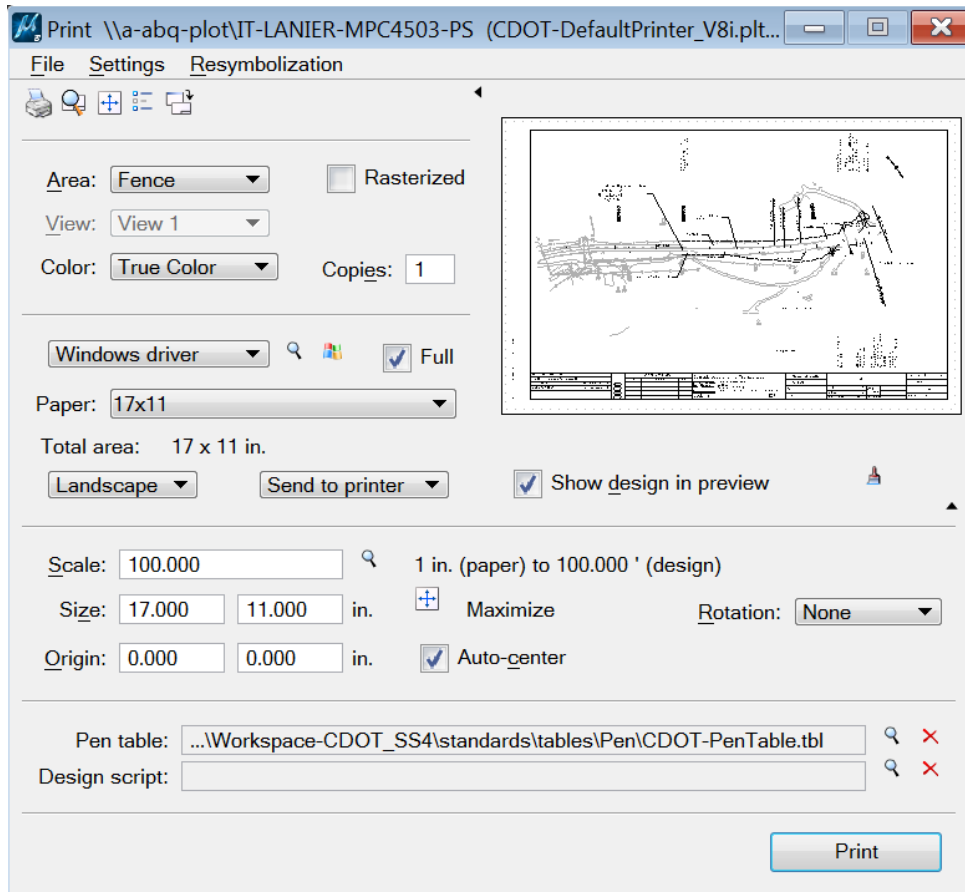 Print \\a-abq-plot\IT-LANIER-MPC4503-PS (CDOT-DefaultPrinter_V8i.plt...
File Settings Resymbolization
Area: Fence
Rasterized
View: View 1
Color: True Color
Copies: 1
Windows driver
Full
Paper: 17x11
Total area: 17 x 11 in.
Landscape
Send to printer
Show design in preview
Scale: 100.000
1 in. (paper) to 100.000 ' (design)
Size: 17.000 11.000 in.
Maximize
Rotation: None
Origin: 0.000 0.000 in.
Auto-center
Pen table: ...\Workspace-CDOT_SS4\standards\tables\Pen\CDOT-PenTable.tbl
Design script:
Print